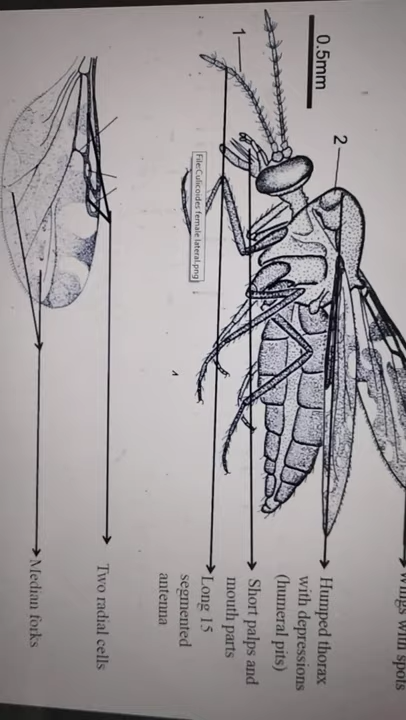 0.5mm
1
2
File:Culicoides female lateral.png
Wings with spots
Humped thorax
with depressions
(humeral pits)
Short palps and
mouth parts
Long 15
segmented
antenna
Two radial cells
Median forks